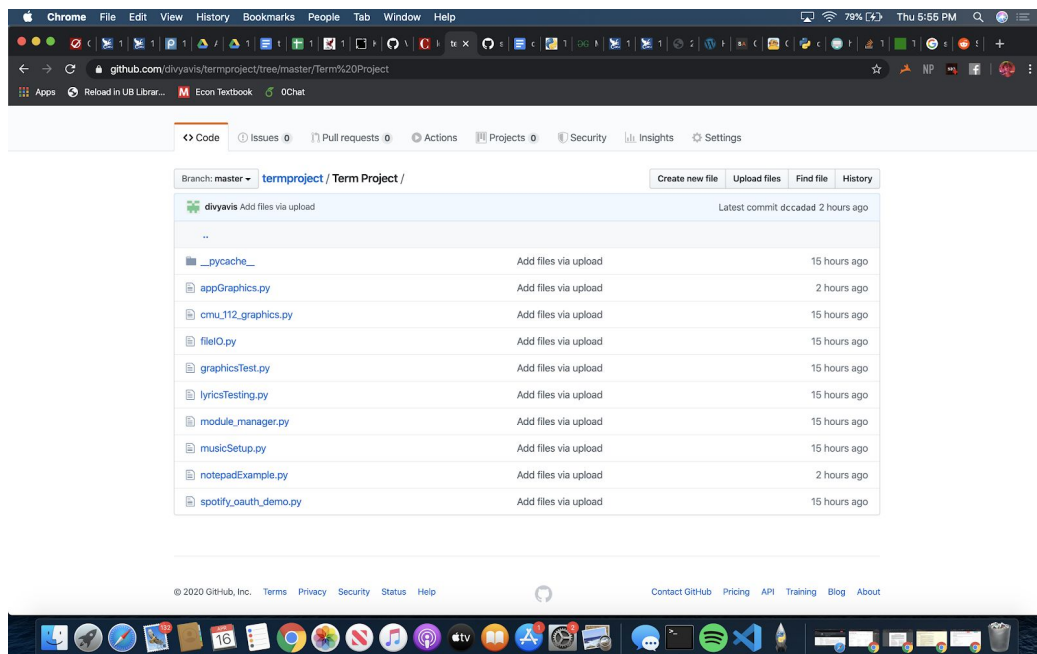 Chrome File Edit View History Bookmarks People Tab Window Help 79% Thu 5:55 PM
github.com/divyavis/termproject/tree/master/Term%20Project NP
Apps Reload in UB Librar... Econ Textbook 0Chat
Code Issues 0 Pull requests 0 Actions Projects 0 Security Insights Settings
Branch: master termproject / Term Project / Create new file Upload files Find file History
divyavis Add files via upload Latest commit dccadad 2 hours ago
..
__pycache__ Add files via upload 15 hours ago
appGraphics.py Add files via upload 2 hours ago
cmu_112_graphics.py Add files via upload 15 hours ago
fileIO.py Add files via upload 15 hours ago
graphicsTest.py Add files via upload 15 hours ago
lyricsTesting.py Add files via upload 15 hours ago
module_manager.py Add files via upload 15 hours ago
musicSetup.py Add files via upload 15 hours ago
notepadExample.py Add files via upload 2 hours ago
spotify_oauth_demo.py Add files via upload 15 hours ago
© 2020 GitHub, Inc. Terms Privacy Security Status Help Contact GitHub Pricing API Training Blog About
16 tv